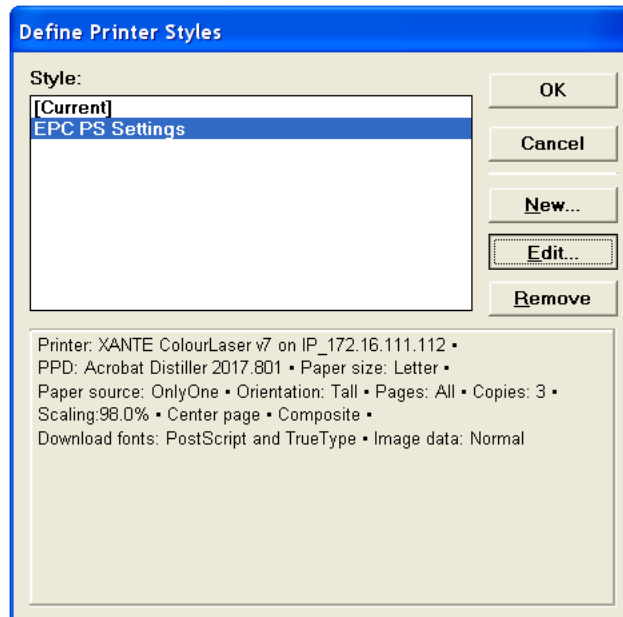 Define Printer Styles
Style:
[Current]
EPC PS Settings
OK
Cancel
New...
Edit...
Remove
Printer: XANTE ColourLaser v7 on IP_172.16.111.112 ▪
PPD: Acrobat Distiller 2017.801 ▪ Paper size: Letter ▪
Paper source: OnlyOne ▪ Orientation: Tall ▪ Pages: All ▪ Copies: 3 ▪
Scaling:98.0% ▪ Center page ▪ Composite ▪
Download fonts: PostScript and TrueType ▪ Image data: Normal